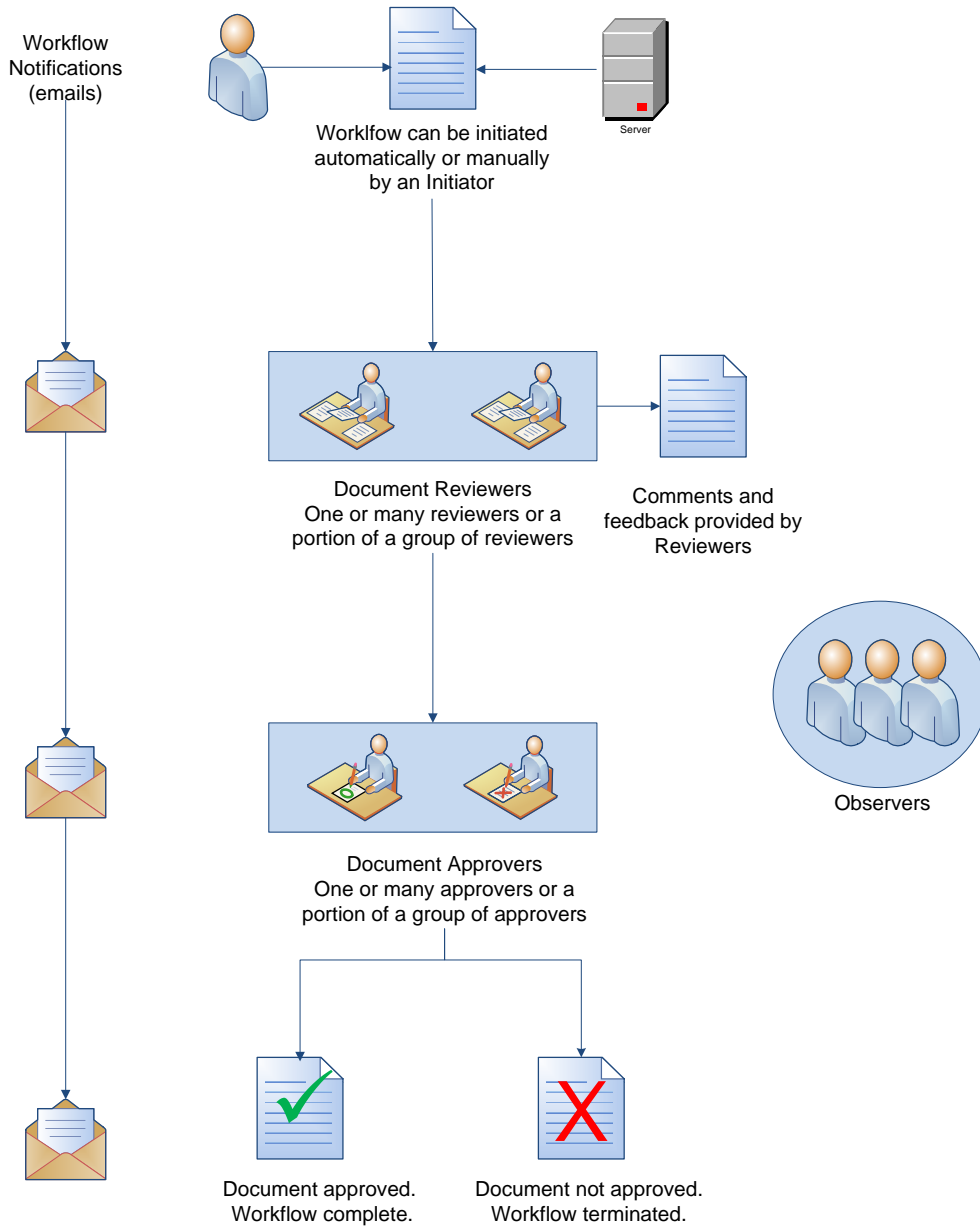 Workflow
Notifications
(emails)
Server
Worklfow can be initiated
automatically or manually
by an Initiator
Document Reviewers
One or many reviewers or a
portion of a group of reviewers
Comments and
feedback provided by
Reviewers
Observers
Document Approvers
One or many approvers or a
portion of a group of approvers
X
Document approved.
Workflow complete.
Document not approved.
Workflow terminated.